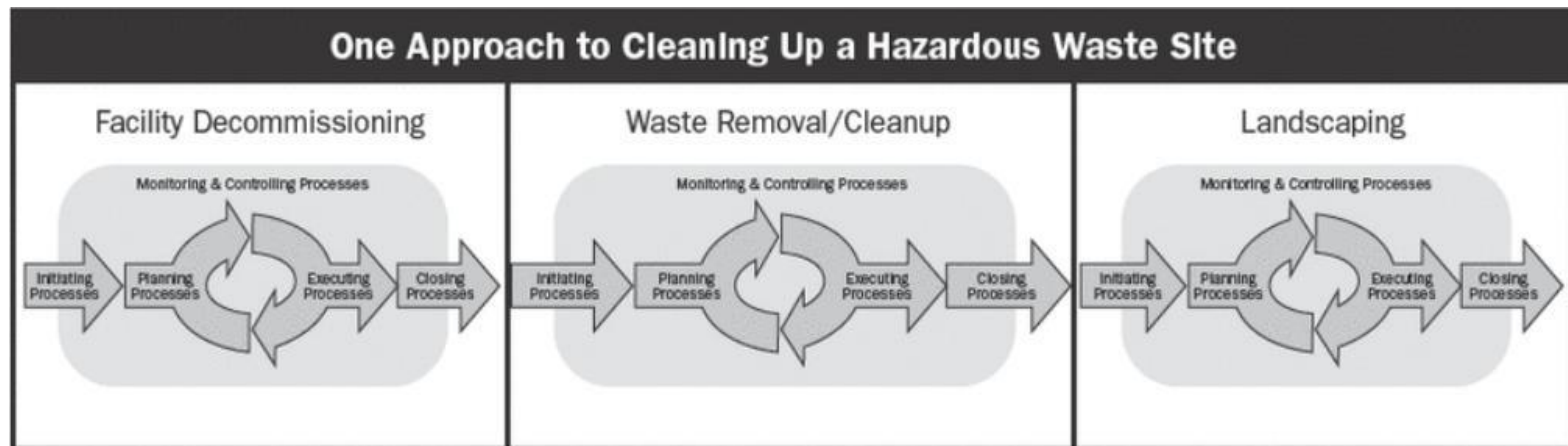 One Approach to Cleaning Up a Hazardous Waste Site
Facility Decommissioning
Monitoring & Controlling Processes
Initiating
Processes
Planning
Processes
Executing
Processes
Closing
Processes
Waste Removal/Cleanup
Monitoring & Controlling Processes
Initiating
Processes
Planning
Processes
Executing
Processes
Closing
Processes
Landscaping
Monitoring & Controlling Processes
Initiating
Processes
Planning
Processes
Executing
Processes
Closing
Processes